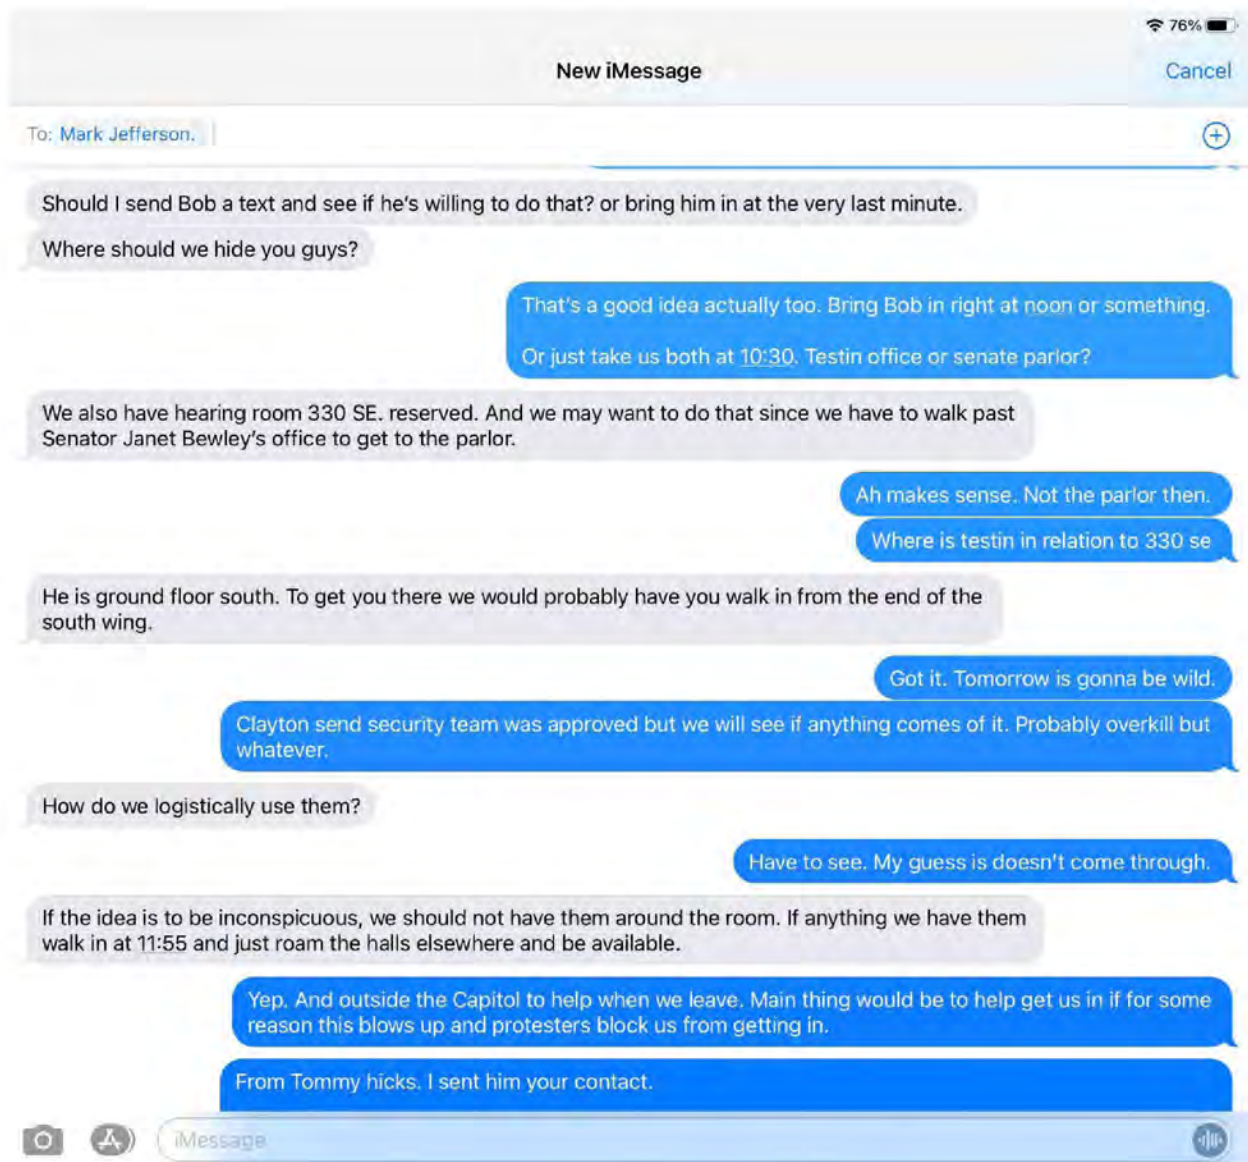 76%
New iMessage
Cancel
To: Mark Jefferson.
Should I send Bob a text and see if he's willing to do that? or bring him in at the very last minute.
Where should we hide you guys?
That's a good idea actually too. Bring Bob in right at noon or something.
Or just take us both at 10:30. Testin office or senate parlor?
We also have hearing room 330 SE. reserved. And we may want to do that since we have to walk past
Senator Janet Bewley's office to get to the parlor.
Ah makes sense. Not the parlor then.
Where is testin in relation to 330 se
He is ground floor south. To get you there we would probably have you walk in from the end of the
south wing.
Got it. Tomorrow is gonna be wild.
Clayton send security team was approved but we will see if anything comes of it. Probably overkill but
whatever.
How do we logistically use them?
Have to see. My guess is doesn't come through.
If the idea is to be inconspicuous, we should not have them around the room. If anything we have them
walk in at 11:55 and just roam the halls elsewhere and be available.
Yep. And outside the Capitol to help when we leave. Main thing would be to help get us in if for some
reason this blows up and protesters block us from getting in.
From Tommy hicks. I sent him your contact.
iMessage